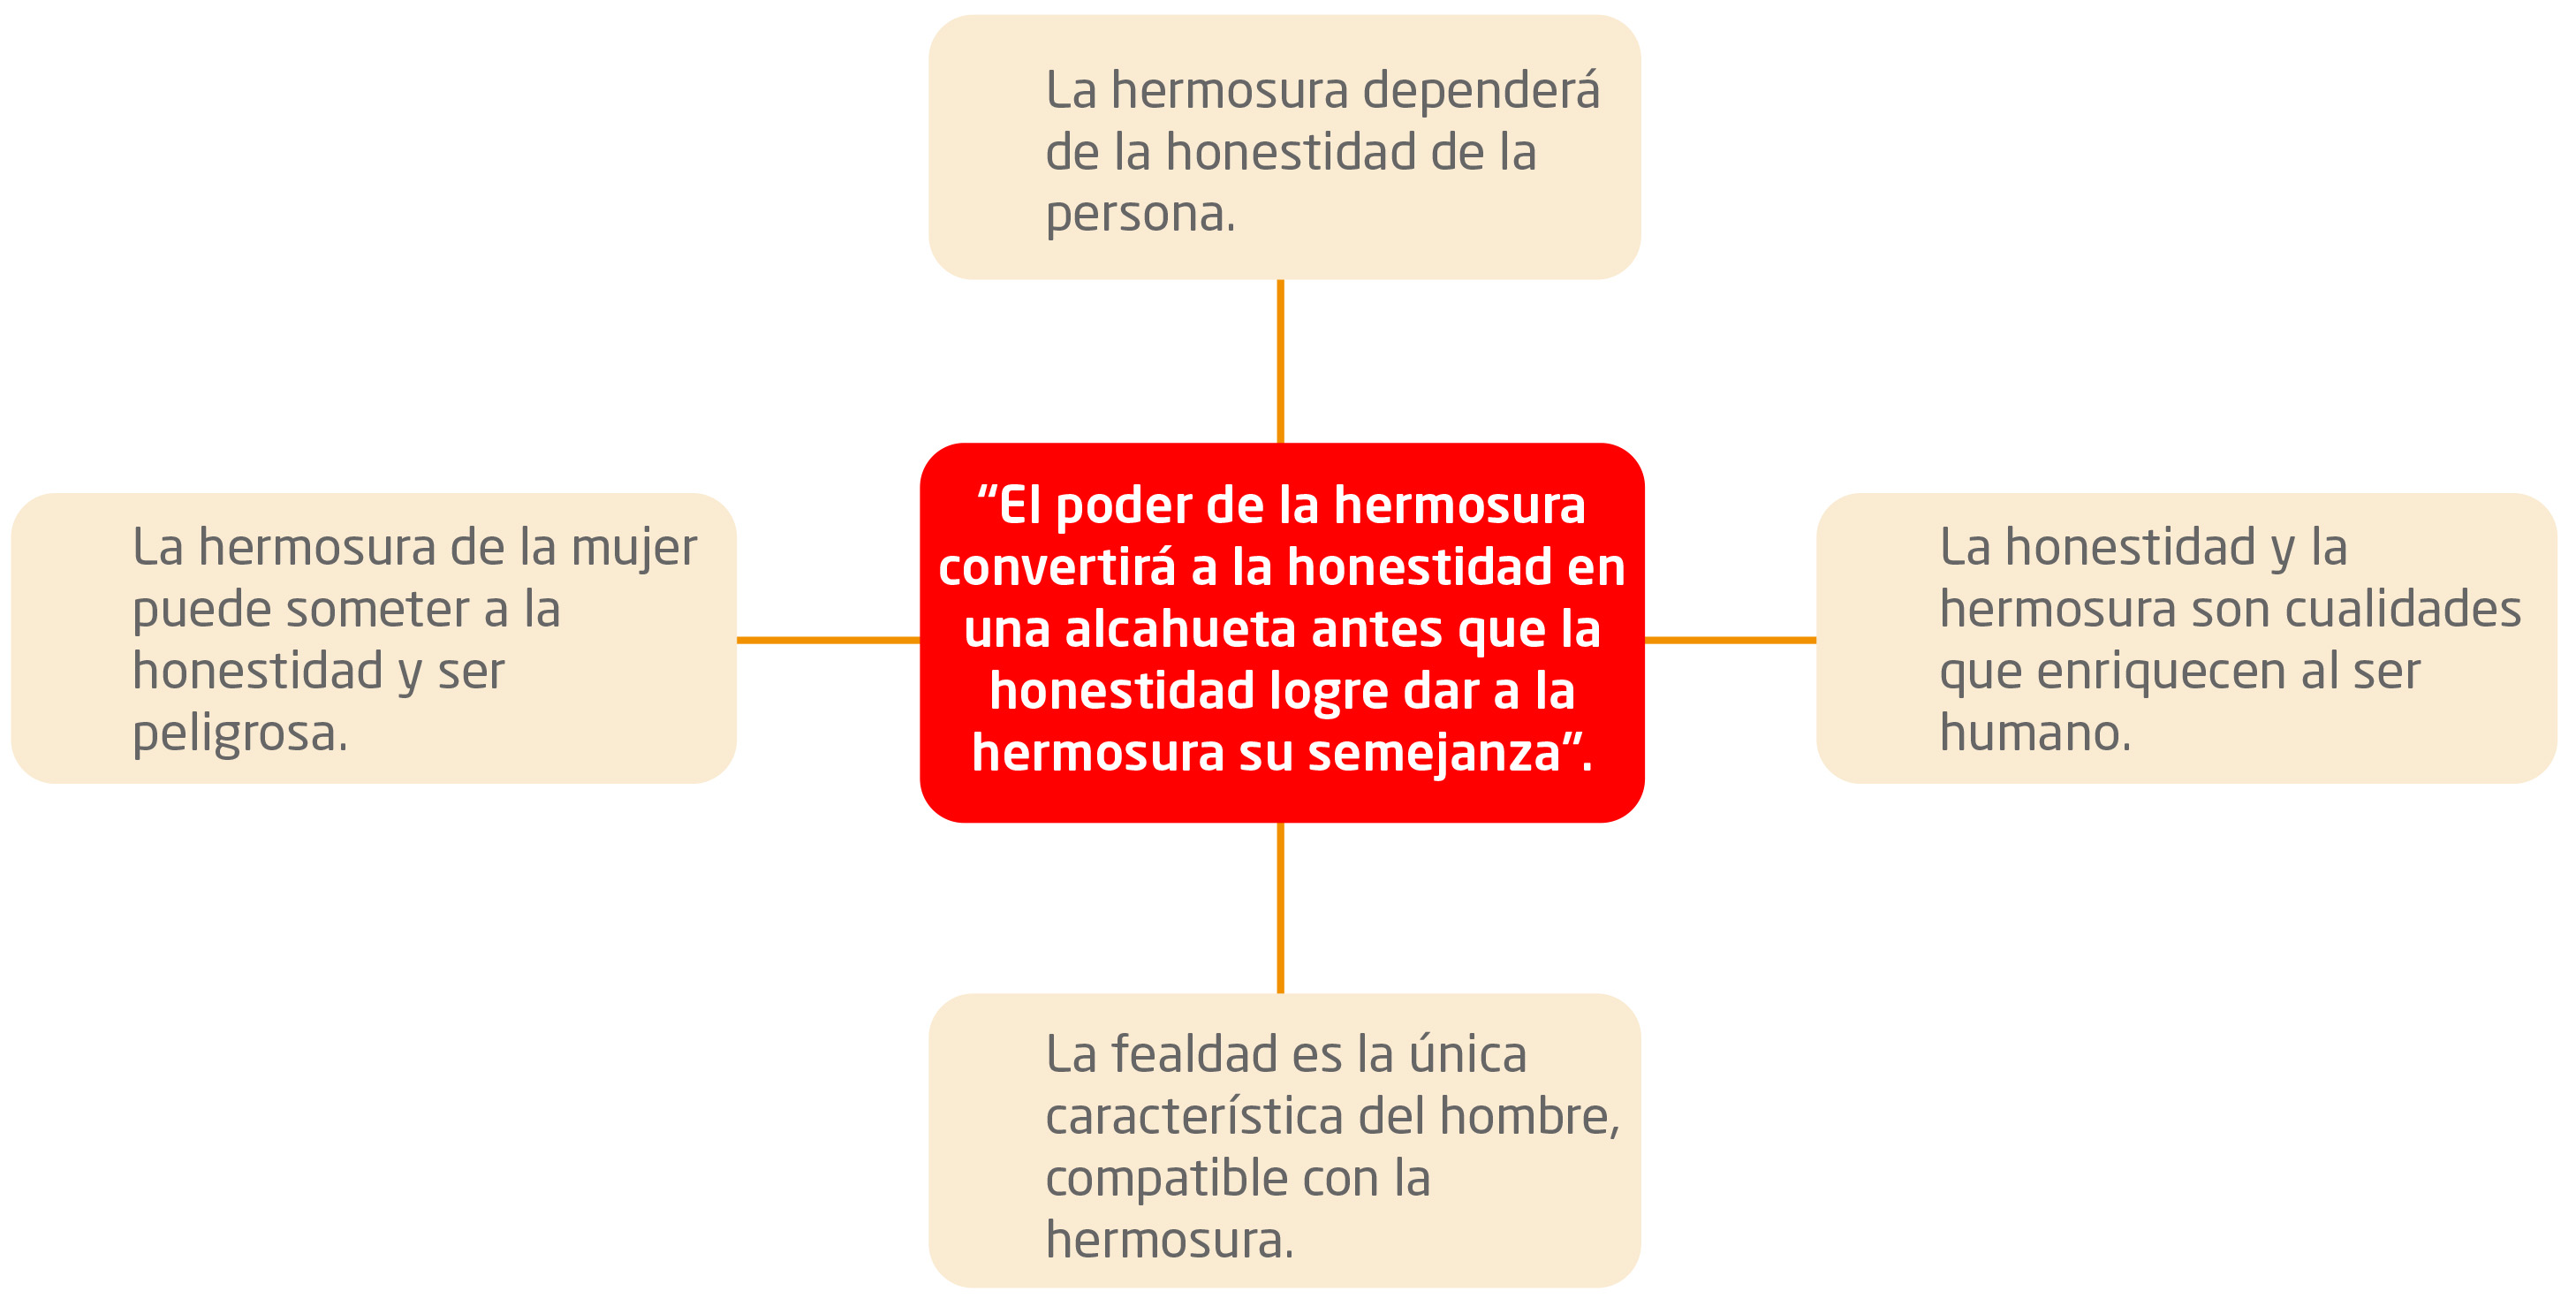 La hermosura dependerá
de la honestidad de la
persona.
La hermosura de la mujer
puede someter a la
honestidad y ser
peligrosa.
“El poder de la hermosura
convertirá a la honestidad en
una alcahueta antes que la
honestidad logre dar a la
hermosura su semejanza”.
La honestidad y la
hermosura son cualidades
que enriquecen al ser
humano.
La fealdad es la única
característica del hombre,
compatible con la
hermosura.